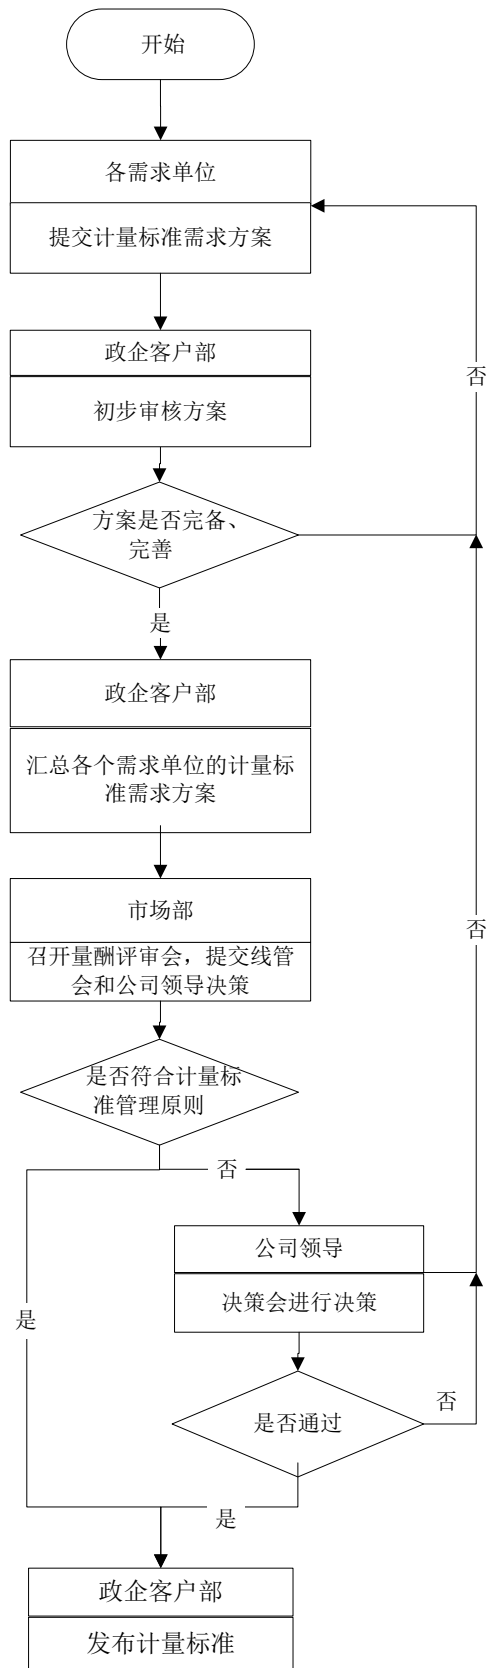 开始
各需求单位
提交计量标准需求方案
政企客户部
初步审核方案
否
方案是否完备、
完善
是
政企客户部
汇总各个需求单位的计量标
准需求方案
市场部
召开量酬评审会，提交线管
会和公司领导决策
否
是否符合计量标
准管理原则
否
公司领导
决策会进行决策
是
否
是否通过
是
政企客户部
发布计量标准